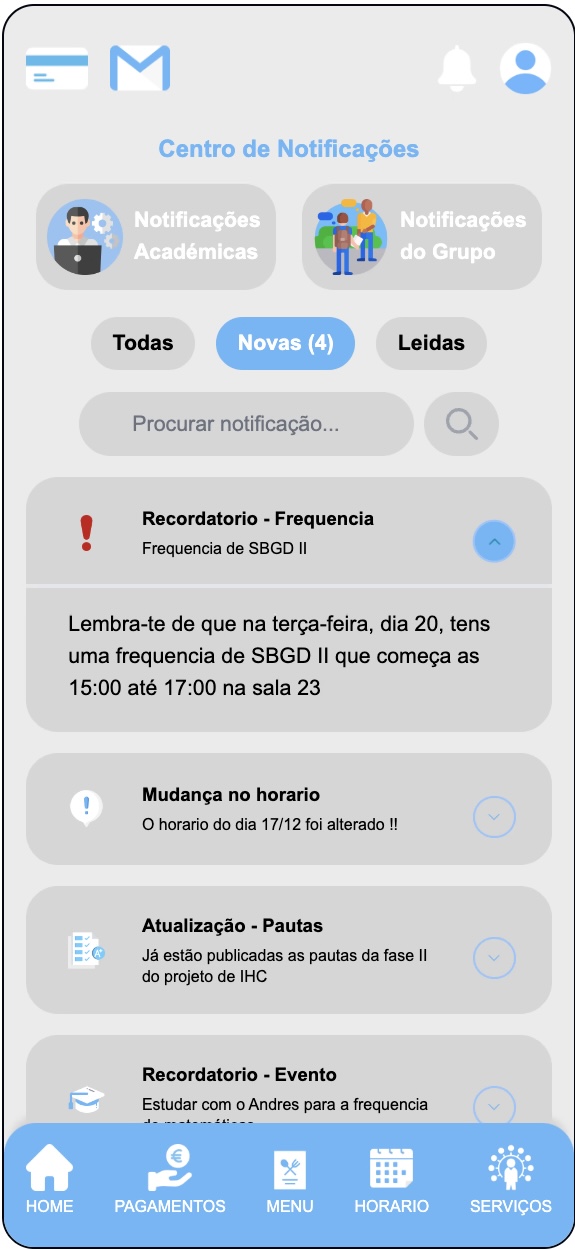 Centro de Notificações
Notificações
Académicas
Notificações
do Grupo
Todas
Novas (4)
Leidas
Procurar notificação...
Recordatorio - Frequencia
Frequencia de SBGD II
Lembra-te de que na terça-feira, dia 20, tens
uma frequencia de SBGD II que começa as
15:00 até 17:00 na sala 23
Mudança no horario
O horario do dia 17/12 foi alterado !!
Atualização - Pautas
Já estão publicadas as pautas da fase II
do projeto de IHC
Recordatorio - Evento
Estudar com o Andres para a frequencia
HOME
PAGAMENTOS
MENU
HORARIO
SERVIÇOS